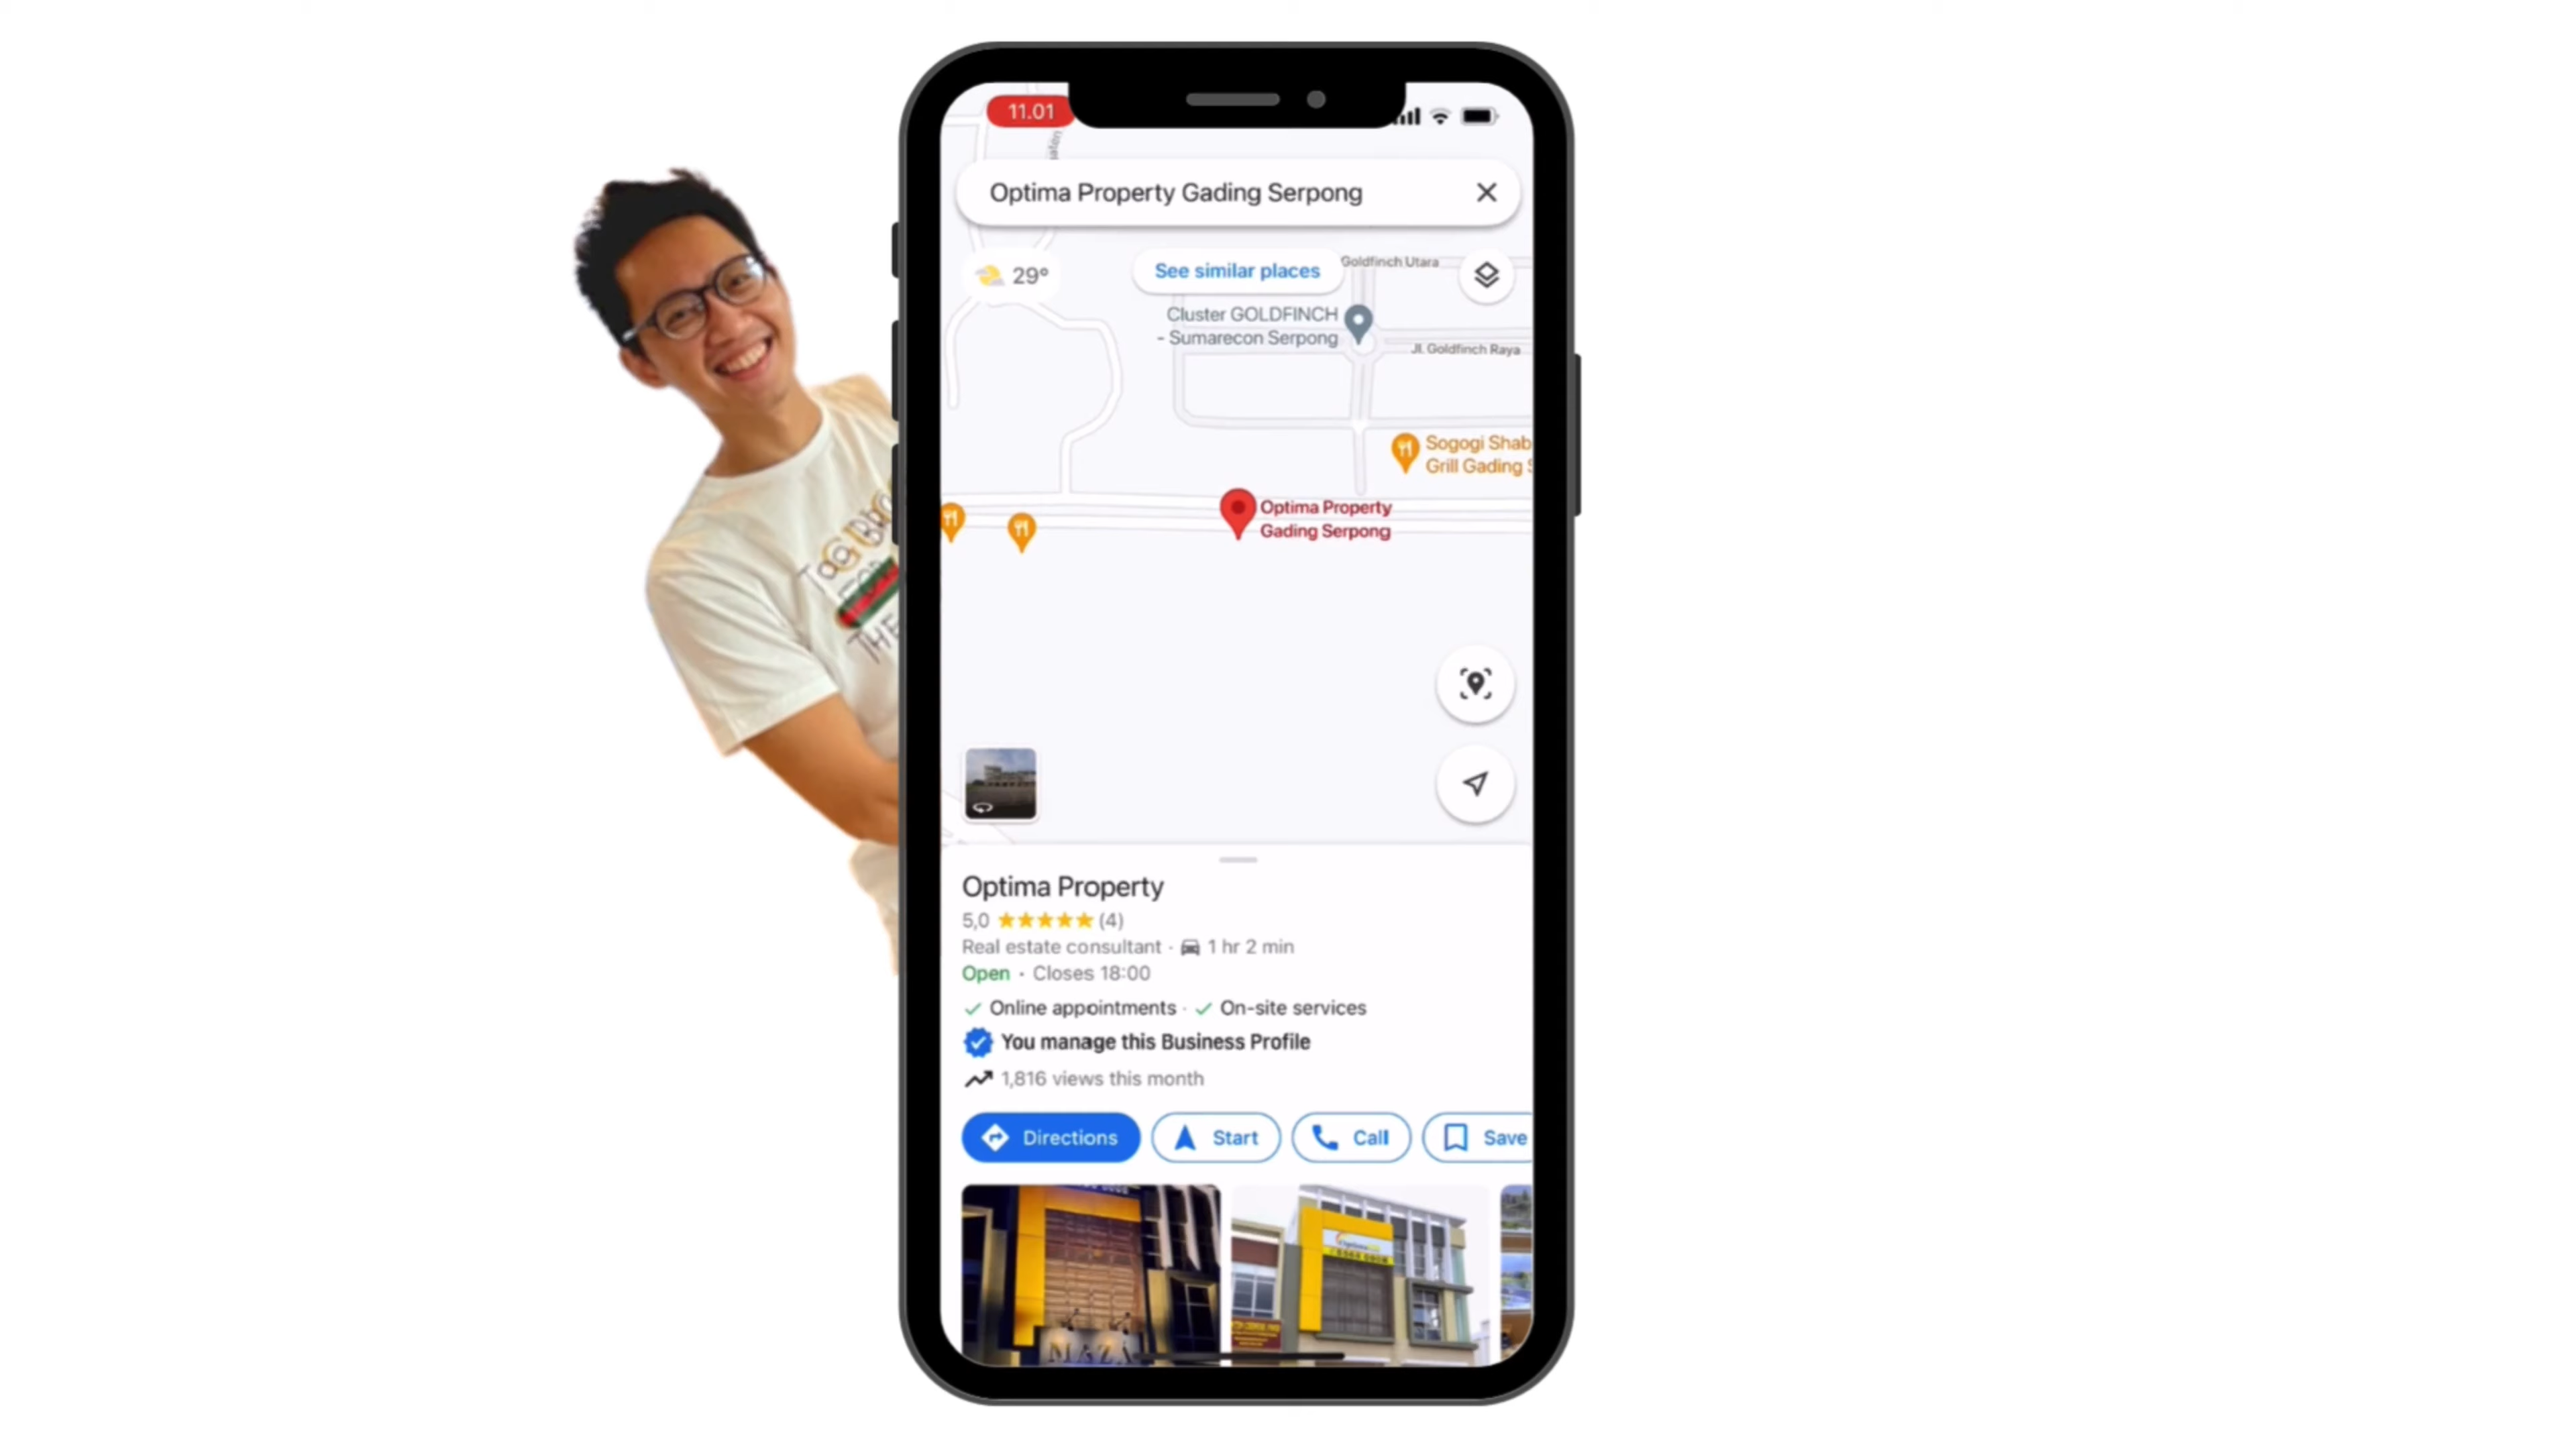 11.01
Optima Property Gading Serpong
29°
See similar places
Goldfinch Utara
Cluster GOLDFINCH
- Sumarecon Serpong
Jl. Goldfinch Raya
Sogogi Shab
Grill Gading S
Optima Property
Gading Serpong
THE
Optima Property
5,0 (4)
Real estate consultant · 1 hr 2 min
Open · Closes 18:00
Online appointments · On-site services
You manage this Business Profile
1,816 views this month
Directions
Start
Call
Save
MAZA